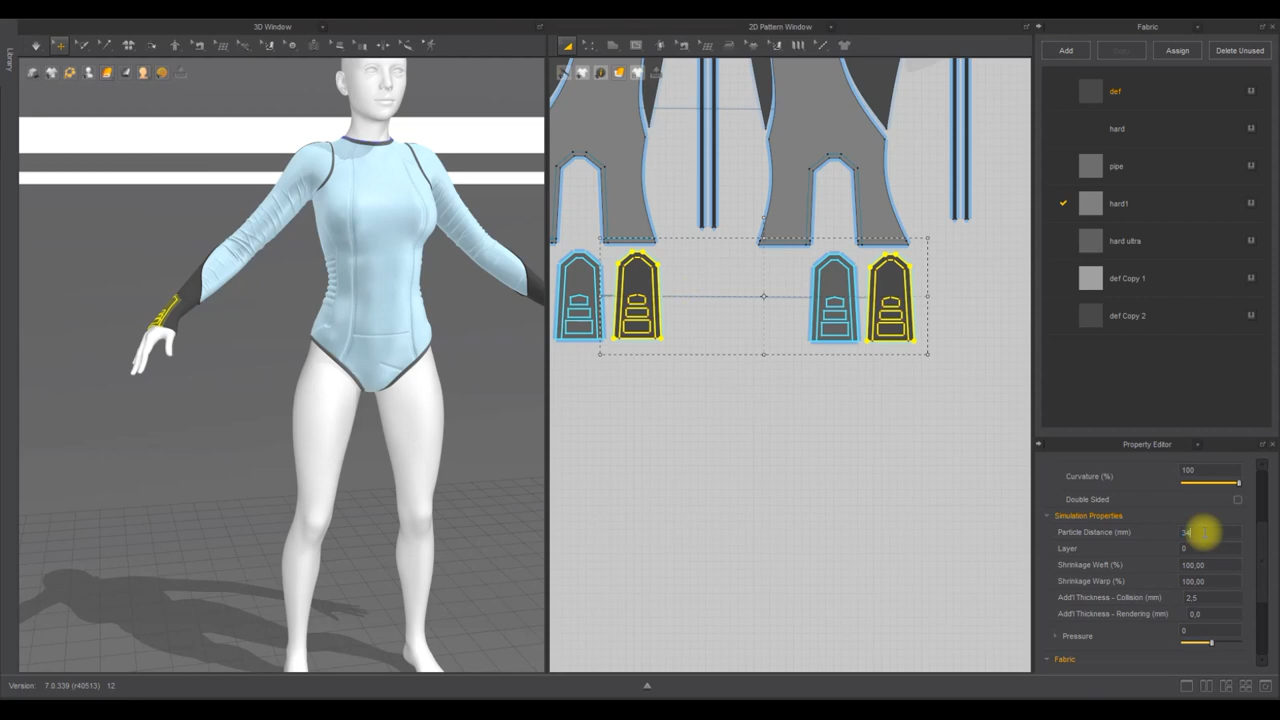 3D Window
2D Pattern Window
Fabric
Library
Add
Assign
Delete Unused
def
hard
pipe
hard1
hard ultra
def Copy 1
def Copy 2
Property Editor
Curvature (%)
100
Double Sided
Simulation Properties
Particle Distance (mm)
34
Layer
0
Shrinkage Weft (%)
100,00
Shrinkage Warp (%)
100,00
Add'l Thickness - Collision (mm)
2,5
Add'l Thickness - Rendering (mm)
0,0
Pressure
0
Fabric
Version: 7.0.339 (r40513) 12